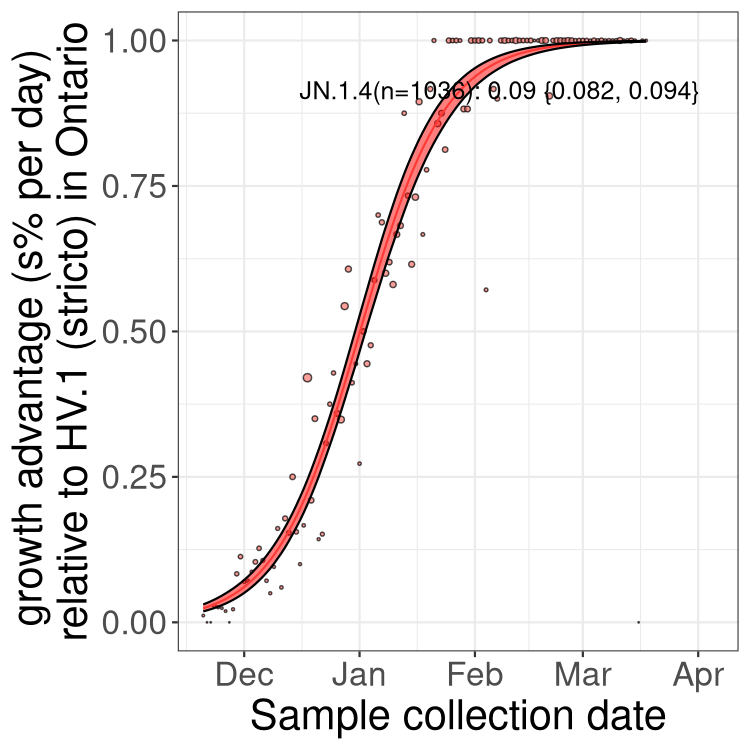 growth advantage (s% per day)
relative to HV.1 (stricto) in Ontario
1.00
0.75
0.50
0.25
0.00
JN.1.4(n=1036): 0.09 {0.082, 0.094}
Dec Jan Feb Mar Apr
Sample collection date